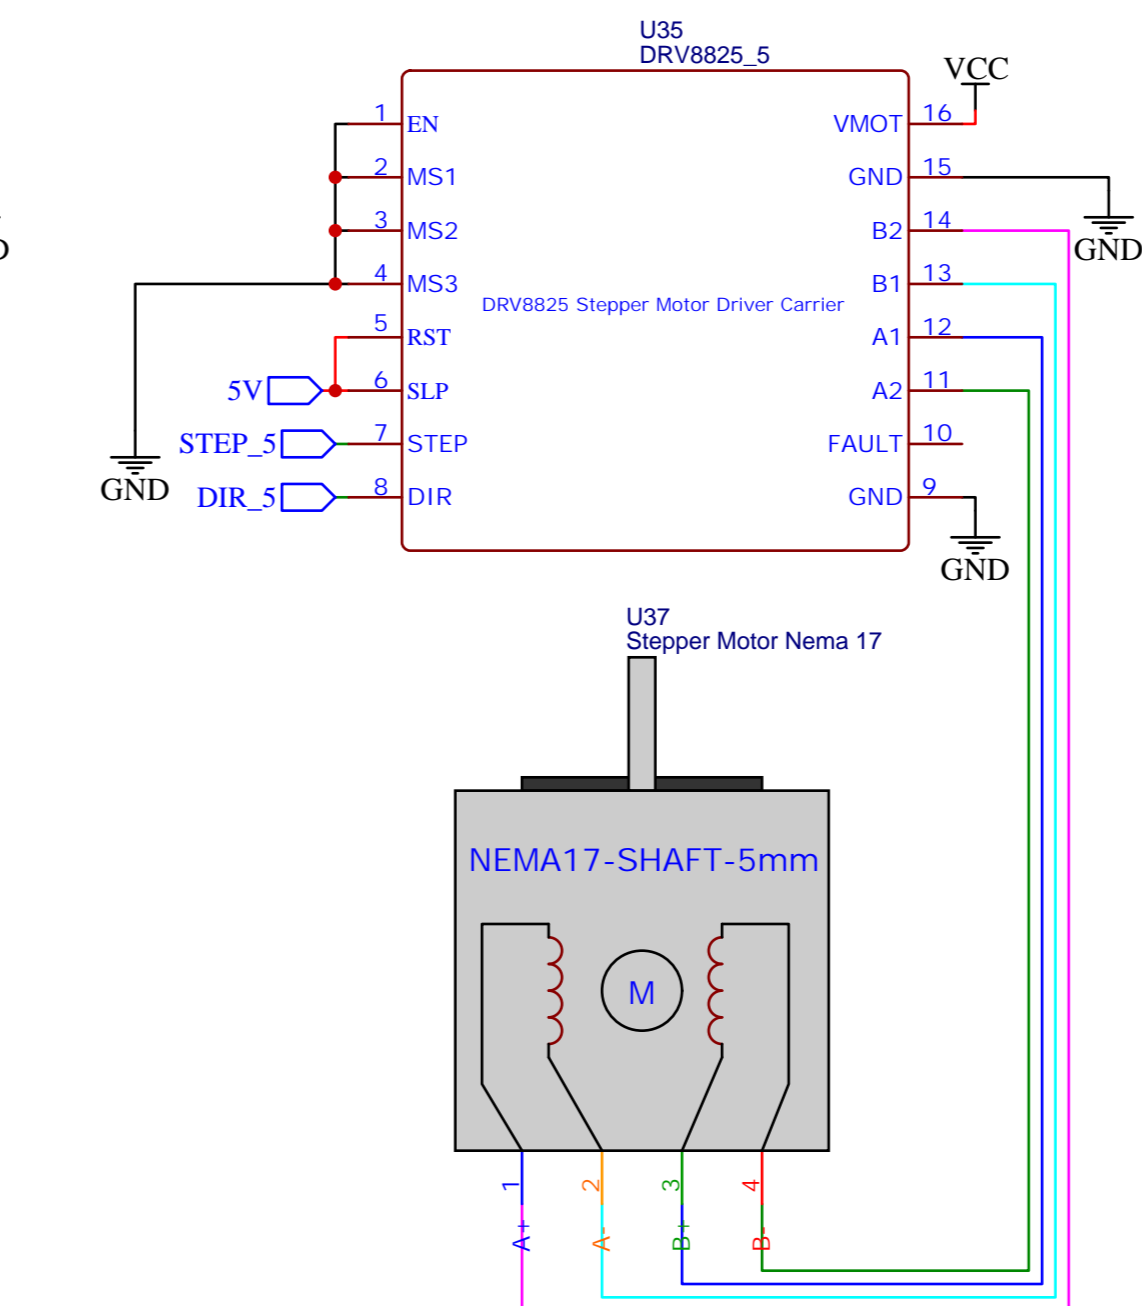 U35
DRV8825_5
VCC
1 EN
VMOT 16
2 MS1
GND 15
3 MS2
B2 14
GND
4 MS3
B1 13
DRV8825 Stepper Motor Driver Carrier
5 RST
A1 12
5V
6 SLP
A2 11
STEP_5
7 STEP
FAULT 10
GND
DIR_5
8 DIR
GND 9
GND
U37
Stepper Motor Nema 17
NEMA17-SHAFT-5mm
M
1
2
3
4
A+
A-
B+
B-